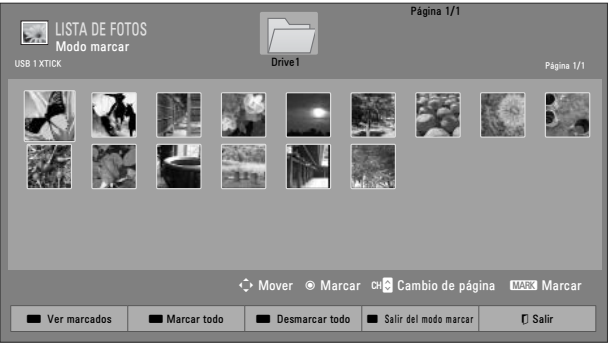 Página 1/1
LISTA DE FOTOS
Modo marcar
Drive1
USB 1 XTICK
Página 1/1
Mover Marcar CH Cambio de página MARK Marcar
Ver marcados Marcar todo Desmarcar todo Salir del modo marcar Salir